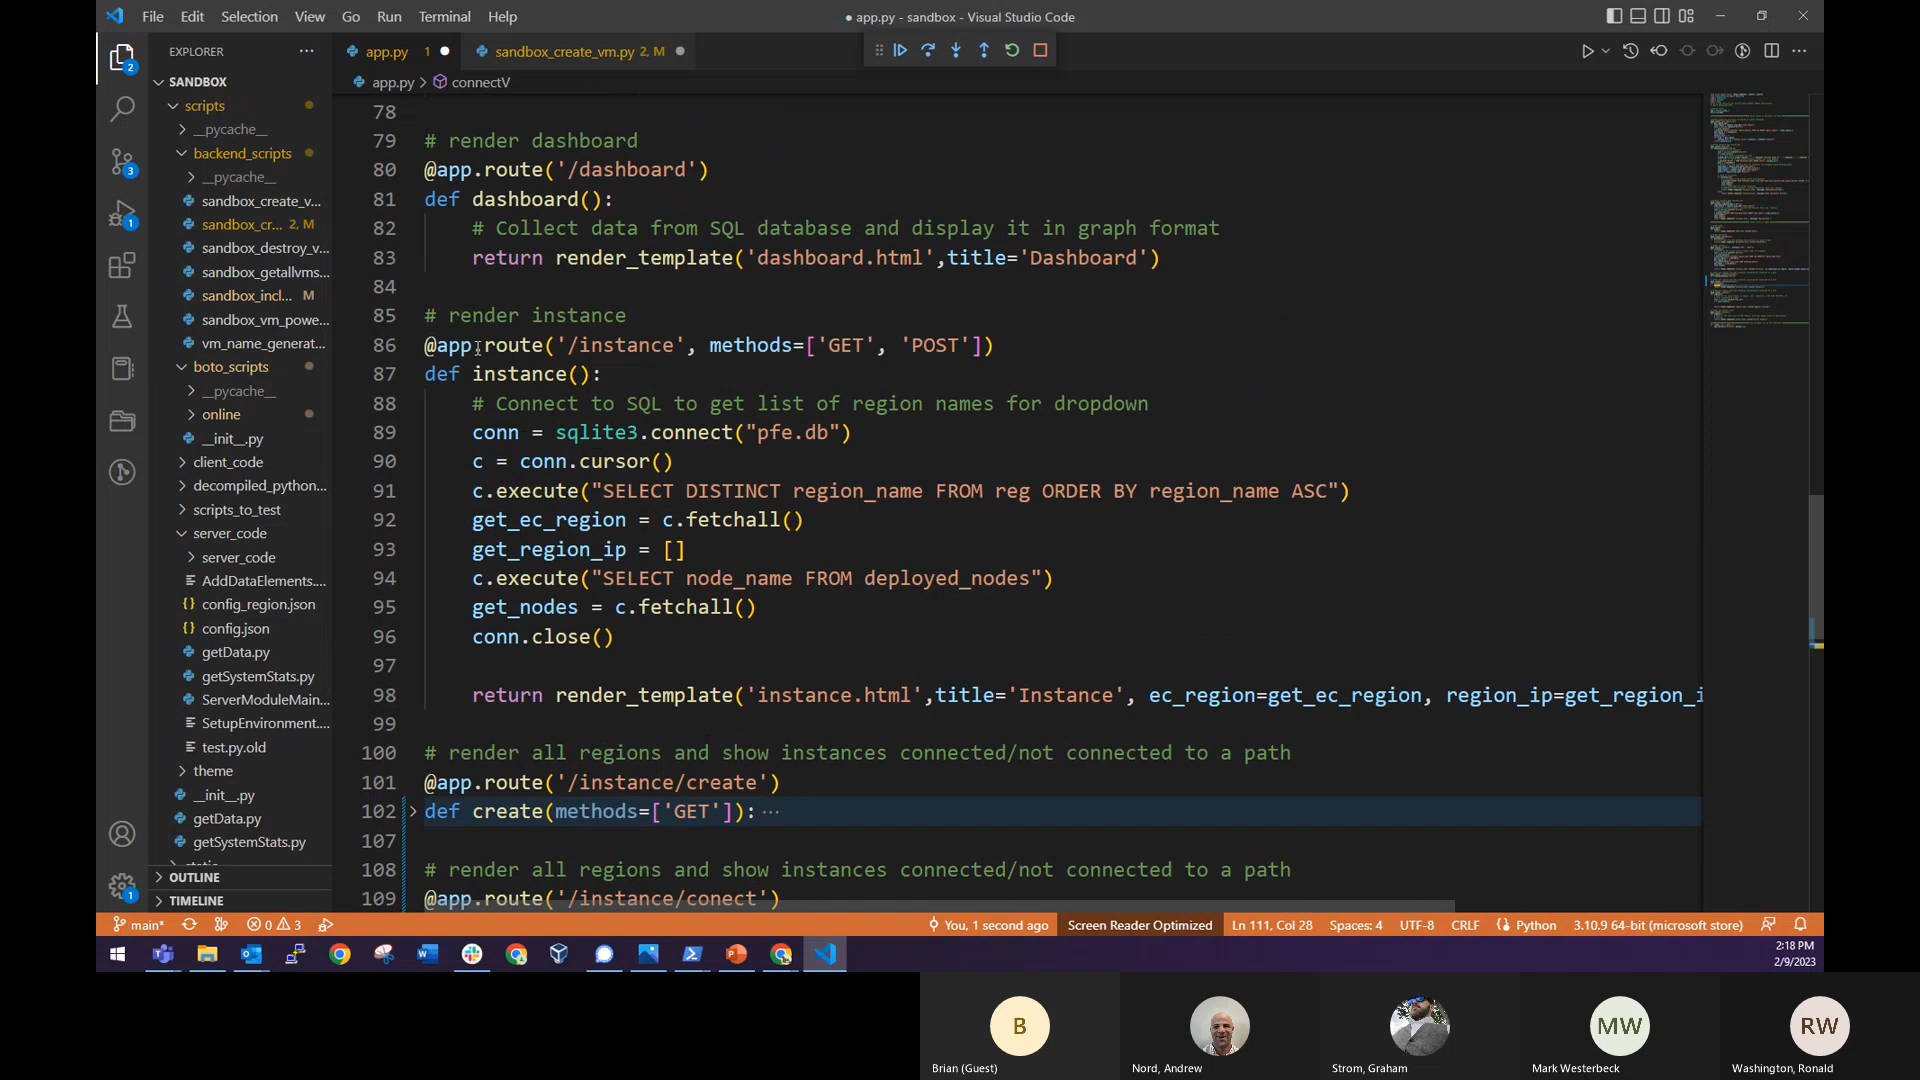 File Edit Selection View Go Run Terminal Help
● app.py - sandbox - Visual Studio Code
EXPLORER
app.py 1
sandbox_create_vm.py 2, M
app.py > connectV
SANDBOX
scripts
__pycache__
backend_scripts
__pycache__
sandbox_create_v...
sandbox_cr... 2, M
sandbox_destroy_v...
sandbox_getallvms...
sandbox_incl... M
sandbox_vm_powe...
vm_name_generat...
boto_scripts
__pycache__
online
__init__.py
client_code
decompiled_python...
scripts_to_test
server_code
server_code
AddDataElements....
config_region.json
config.json
getData.py
getSystemStats.py
ServerModuleMain...
SetupEnvironment....
test.py.old
theme
__init__.py
getData.py
getSystemStats.py
OUTLINE
TIMELINE
2
3
1
1
78
79 # render dashboard
80 @app.route('/dashboard')
81 def dashboard():
82 # Collect data from SQL database and display it in graph format
83 return render_template('dashboard.html',title='Dashboard')
84
85 # render instance
86 @app.route('/instance', methods=['GET', 'POST'])
87 def instance():
88 # Connect to SQL to get list of region names for dropdown
89 conn = sqlite3.connect("pfe.db")
90 c = conn.cursor()
91 c.execute("SELECT DISTINCT region_name FROM reg ORDER BY region_name ASC")
92 get_ec_region = c.fetchall()
93 get_region_ip = []
94 c.execute("SELECT node_name FROM deployed_nodes")
95 get_nodes = c.fetchall()
96 conn.close()
97
98 return render_template('instance.html',title='Instance', ec_region=get_ec_region, region_ip=get_region_i
99
100 # render all regions and show instances connected/not connected to a path
101 @app.route('/instance/create')
102 def create(methods=['GET']): ···
107
108 # render all regions and show instances connected/not connected to a path
109 @app.route('/instance/conect')
main* 0 3 You, 1 second ago Screen Reader Optimized Ln 111, Col 28 Spaces: 4 UTF-8 CRLF Python 3.10.9 64-bit (microsoft store)
2:18 PM
2/9/2023
B
MW
RW
Brian (Guest)
Nord, Andrew
Strom, Graham
Mark Westerbeck
Washington, Ronald